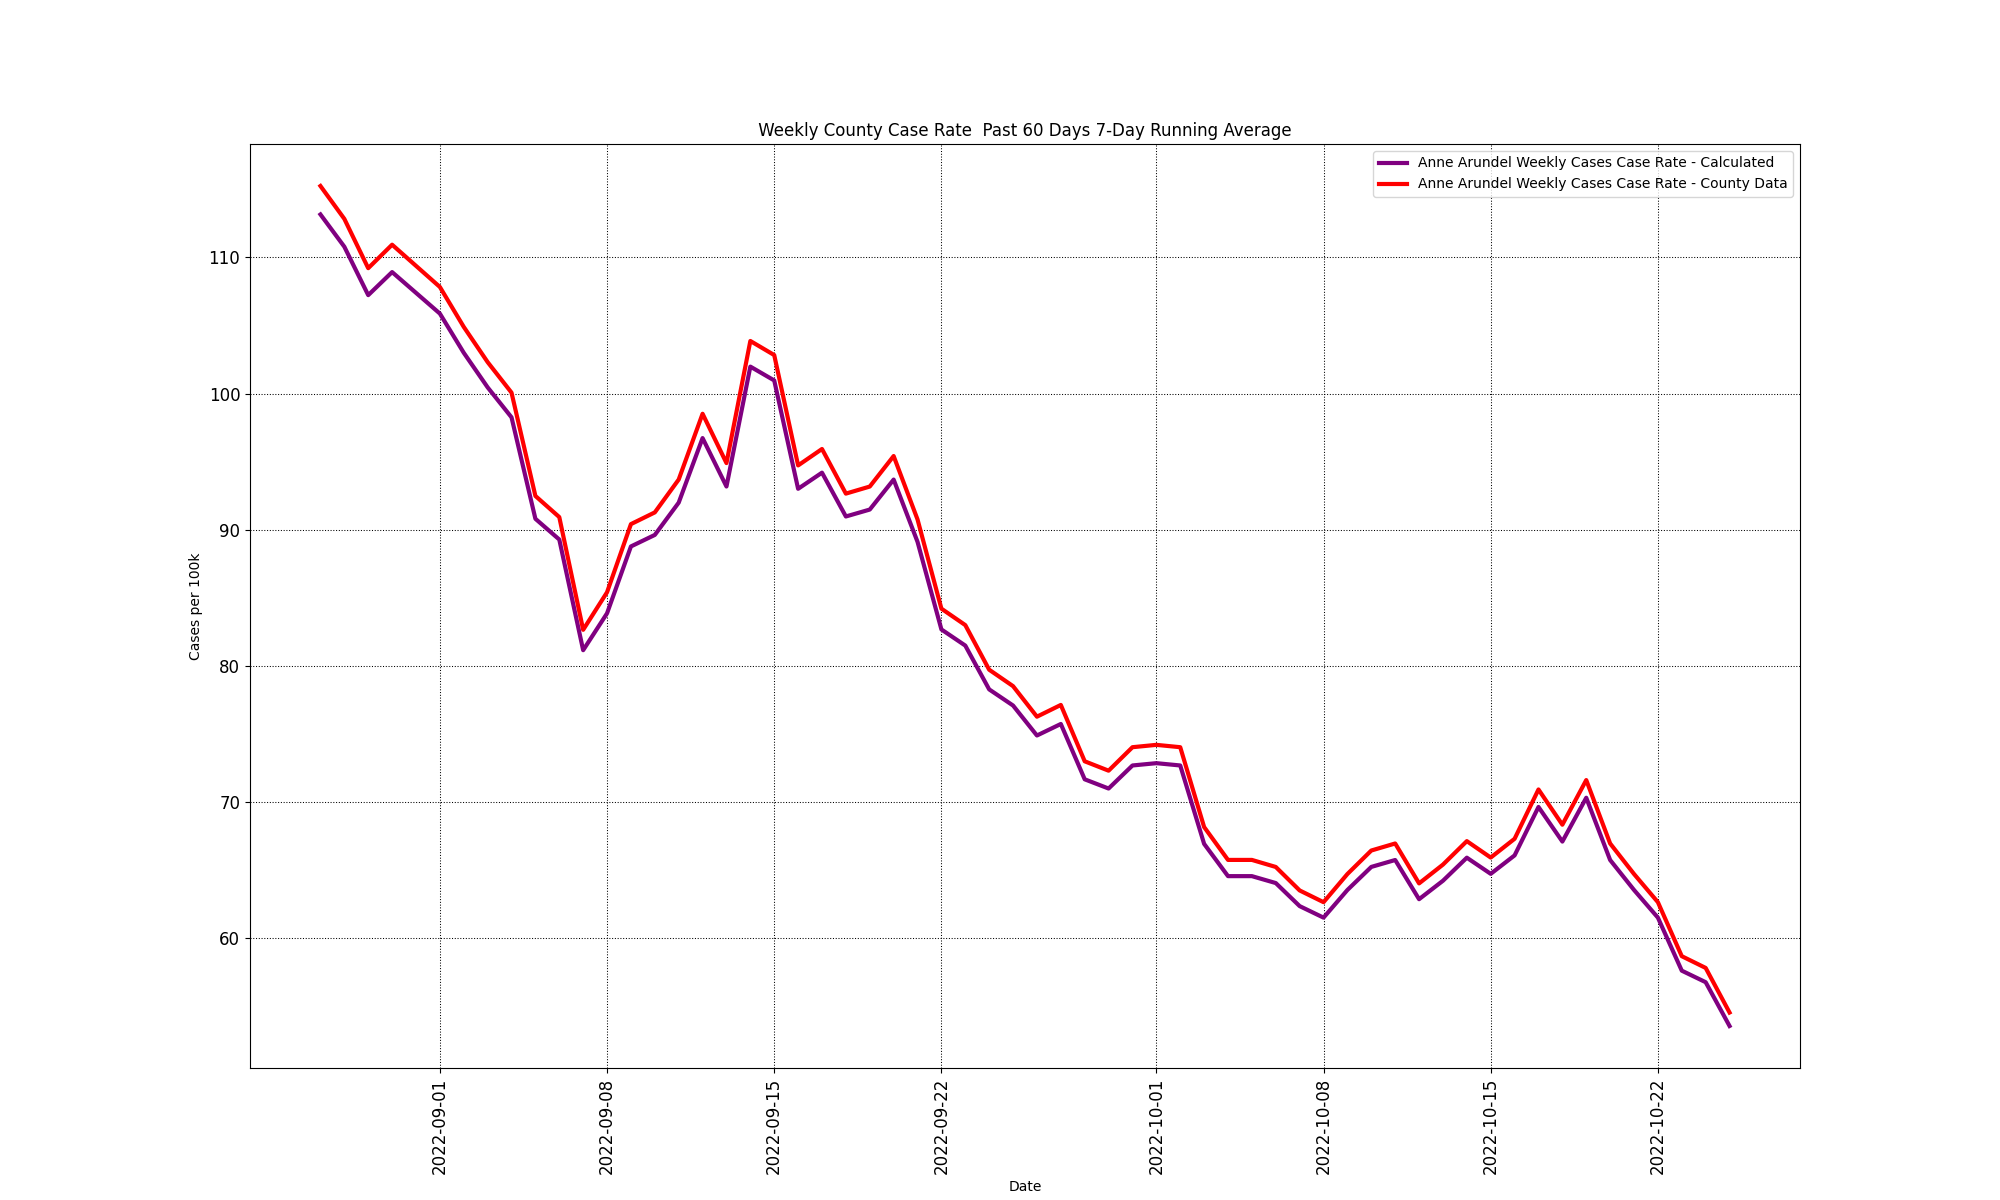 Weekly County Case Rate  Past 60 Days 7-Day Running Average
Anne Arundel Weekly Cases Case Rate - Calculated
Anne Arundel Weekly Cases Case Rate - County Data
Cases per 100k
110
100
90
80
70
60
2022-09-01
2022-09-08
2022-09-15
2022-09-22
2022-10-01
2022-10-08
2022-10-15
2022-10-22
Date